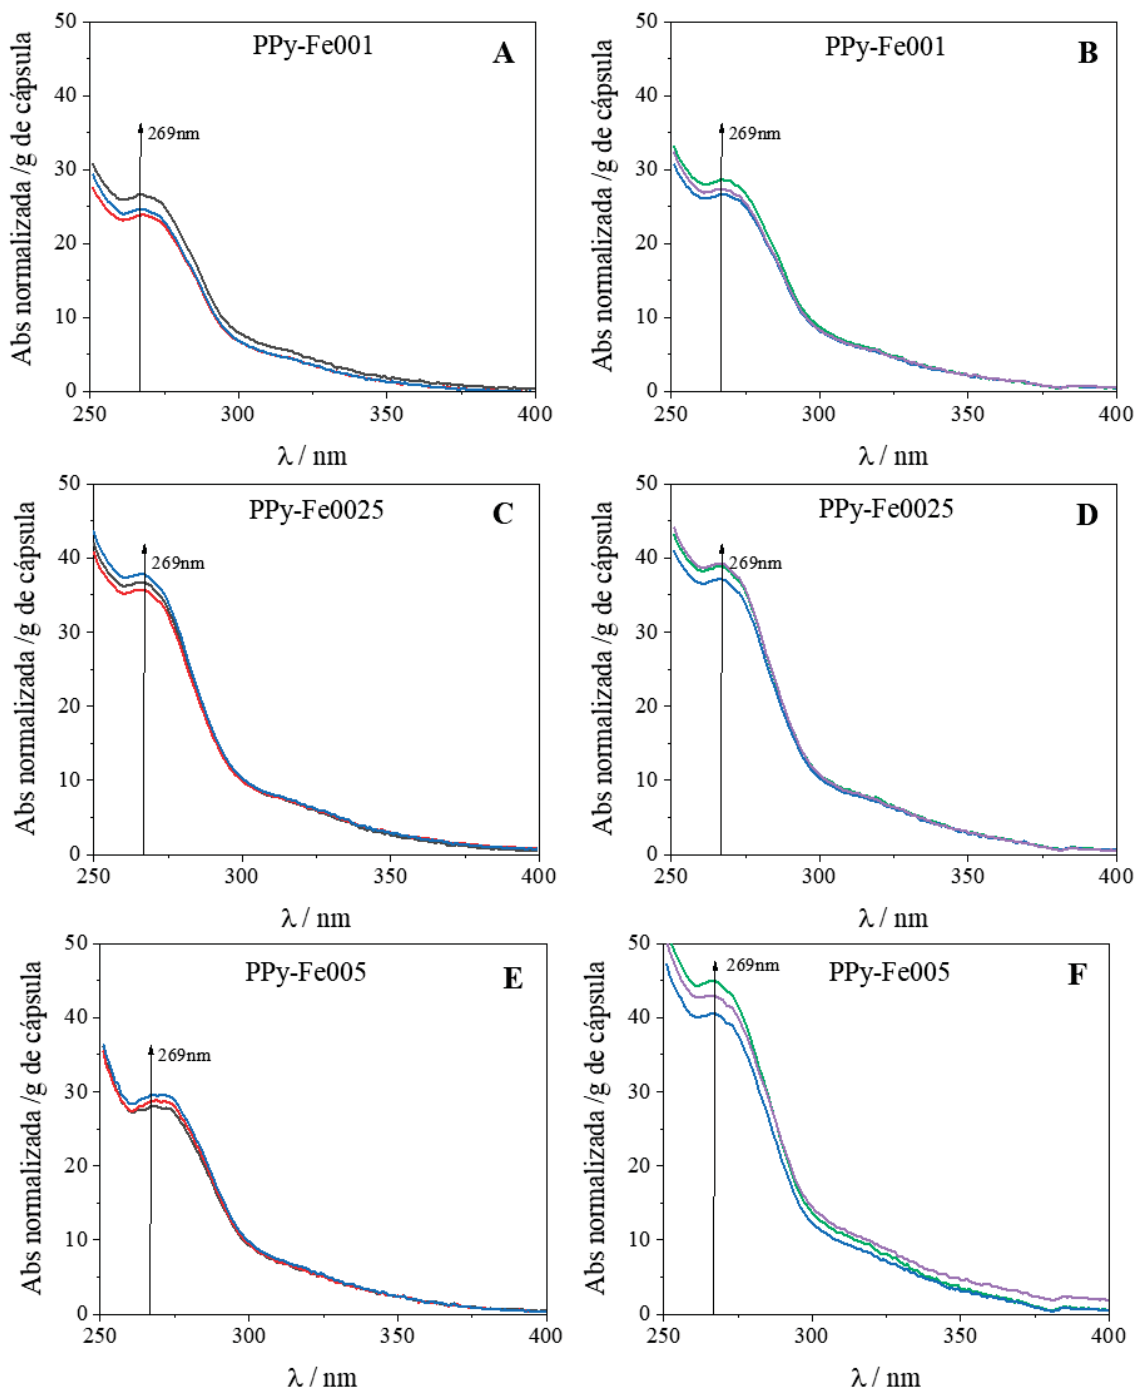 PPy-Fe001
A
Abs normalizada /g de cápsula
50
40
30
20
10
0
269nm
250
300
350
400
λ / nm
PPy-Fe001
B
Abs normalizada /g de cápsula
50
40
30
20
10
0
269nm
250
300
350
400
λ / nm
PPy-Fe0025
C
Abs normalizada /g de cápsula
50
40
30
20
10
0
269nm
250
300
350
400
λ / nm
PPy-Fe0025
D
Abs normalizada /g de cápsula
50
40
30
20
10
0
269nm
250
300
350
400
λ / nm
PPy-Fe005
E
Abs normalizada /g de cápsula
50
40
30
20
10
0
269nm
250
300
350
400
λ / nm
PPy-Fe005
F
Abs normalizada /g de cápsula
50
40
30
20
10
0
269nm
250
300
350
400
λ / nm